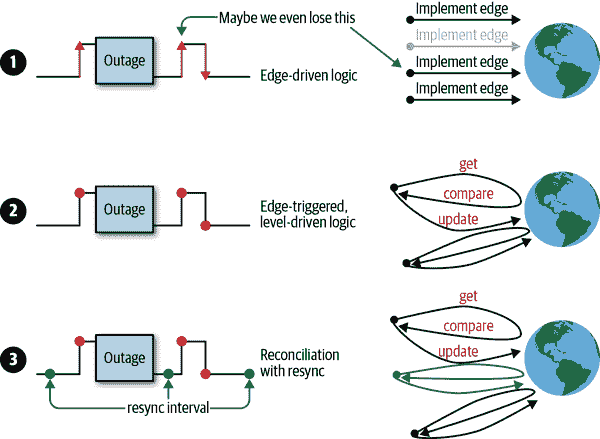 Maybe we even lose this
Implement edge
Implement edge
1
Outage
Implement edge
Edge-driven logic
Implement edge
get
2
Outage
Edge-triggered,
level-driven logic
compare
update
get
3
Outage
Reconciliation
with resync
compare
update
resync interval